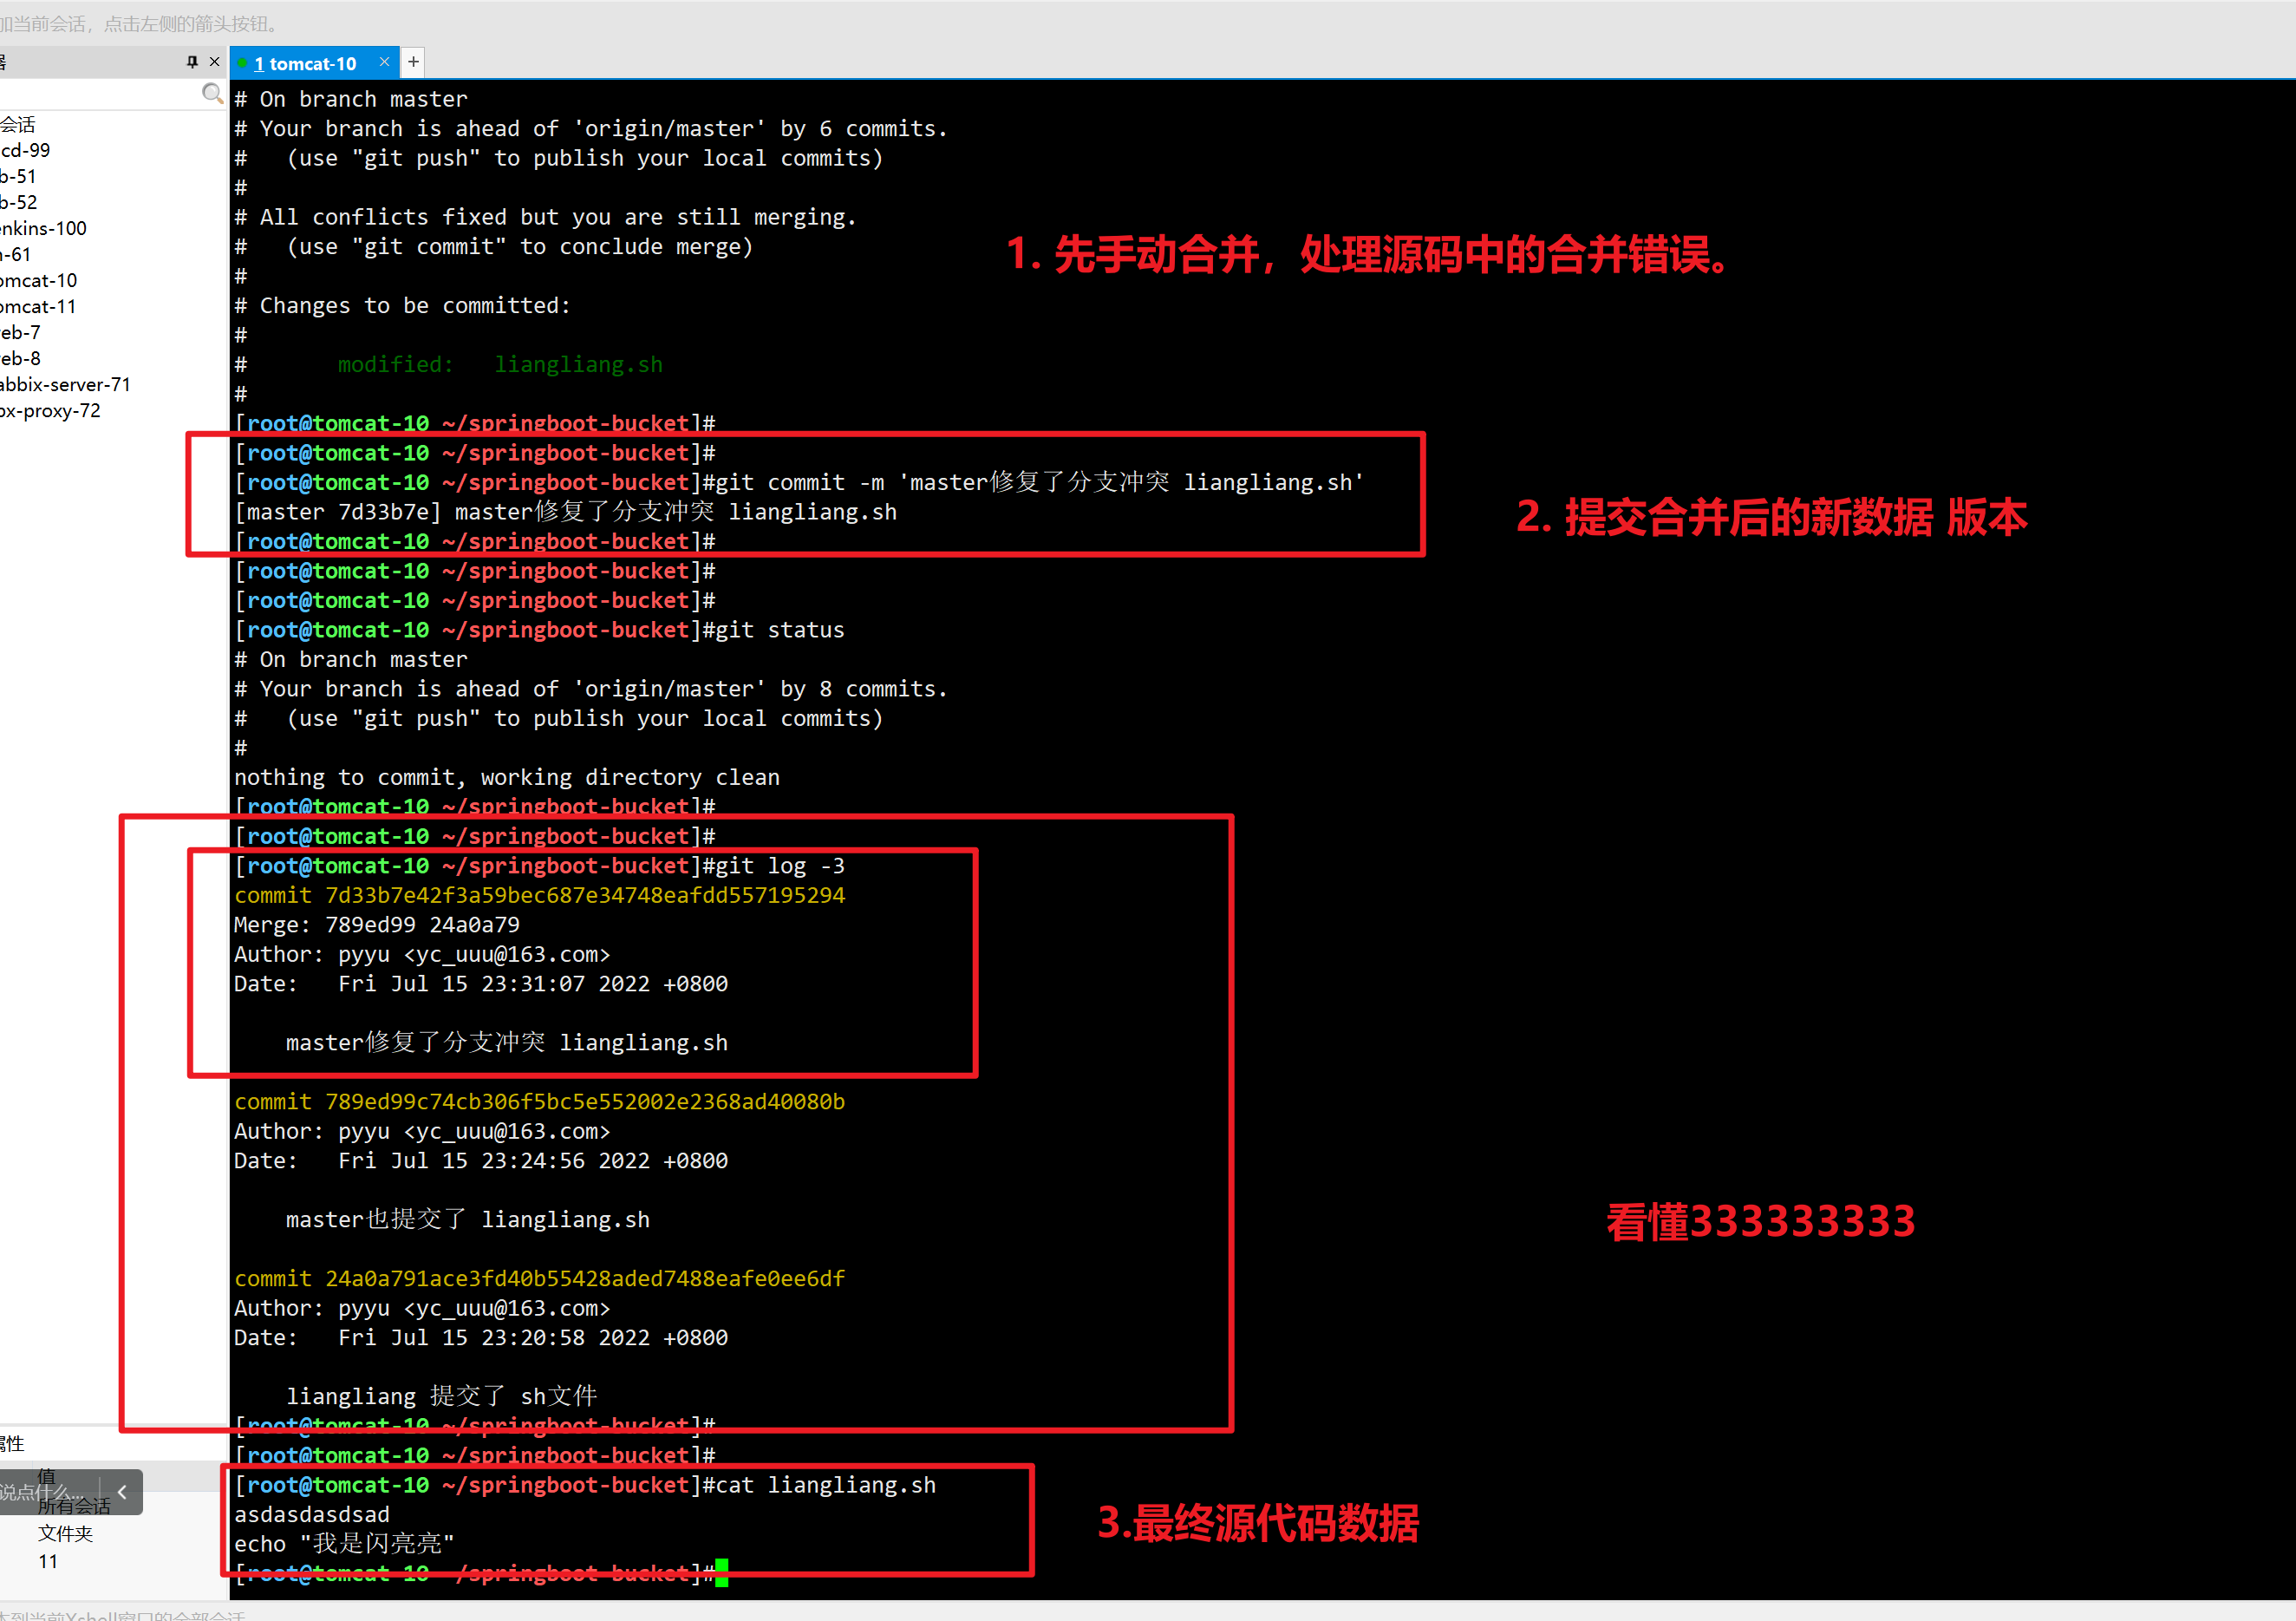 加当前会话，点击左侧的箭头按钮。
器
1 tomcat-10
会话
cd-99
b-51
b-52
enkins-100
n-61
omcat-10
omcat-11
eb-7
eb-8
abbix-server-71
bx-proxy-72
# On branch master
# Your branch is ahead of 'origin/master' by 6 commits.
#   (use "git push" to publish your local commits)
#
# All conflicts fixed but you are still merging.
#   (use "git commit" to conclude merge)
#
# Changes to be committed:
#
#       modified:   liangliang.sh
#
[root@tomcat-10 ~/springboot-bucket]#
[root@tomcat-10 ~/springboot-bucket]#
[root@tomcat-10 ~/springboot-bucket]#git commit -m 'master修复了分支冲突 liangliang.sh'
[master 7d33b7e] master修复了分支冲突 liangliang.sh
[root@tomcat-10 ~/springboot-bucket]#
[root@tomcat-10 ~/springboot-bucket]#
[root@tomcat-10 ~/springboot-bucket]#
[root@tomcat-10 ~/springboot-bucket]#git status
# On branch master
# Your branch is ahead of 'origin/master' by 8 commits.
#   (use "git push" to publish your local commits)
#
nothing to commit, working directory clean
[root@tomcat-10 ~/springboot-bucket]#
[root@tomcat-10 ~/springboot-bucket]#
[root@tomcat-10 ~/springboot-bucket]#git log -3
commit 7d33b7e42f3a59bec687e34748eafdd557195294
Merge: 789ed99 24a0a79
Author: pyyu <yc_uuu@163.com>
Date:   Fri Jul 15 23:31:07 2022 +0800
    master修复了分支冲突 liangliang.sh
commit 789ed99c74cb306f5bc5e552002e2368ad40080b
Author: pyyu <yc_uuu@163.com>
Date:   Fri Jul 15 23:24:56 2022 +0800
    master也提交了 liangliang.sh
commit 24a0a791ace3fd40b55428aded7488eafe0ee6df
Author: pyyu <yc_uuu@163.com>
Date:   Fri Jul 15 23:20:58 2022 +0800
    liangliang 提交了 sh文件
[root@tomcat-10 ~/springboot-bucket]#
[root@tomcat-10 ~/springboot-bucket]#
[root@tomcat-10 ~/springboot-bucket]#cat liangliang.sh
asdasdasdsad
echo "我是闪亮亮"
[root@tomcat-10 ~/springboot-bucket]#
1. 先手动合并，处理源码中的合并错误。
2. 提交合并后的新数据 版本
看懂333333333
3.最终源代码数据
属性
值
说点什么...
所有会话
文件夹
11
本到当前Xshell窗口的全部会话